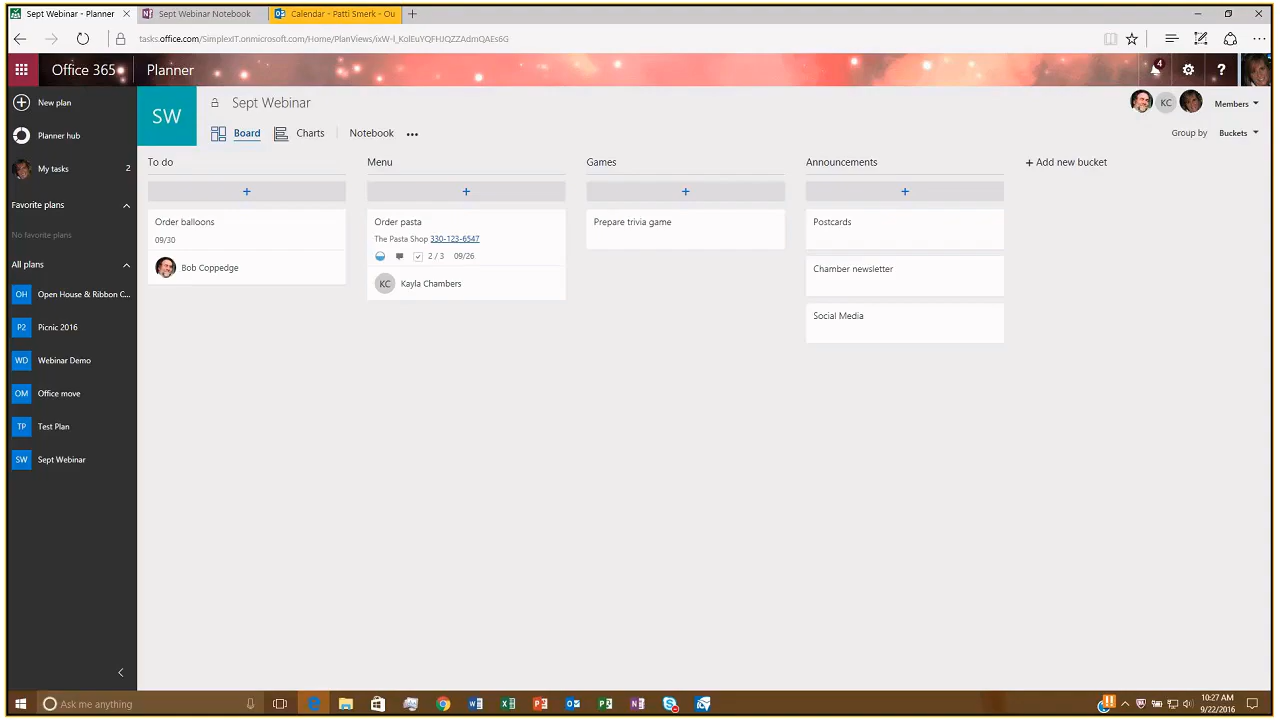 Sept Webinar - Planner
Sept Webinar Notebook
Calendar - Patti Smerk - Ou
tasks.office.com/SimplexIT.onmicrosoft.com/Home/PlanViews/ixW-l_KolEuYQFHJQZZAdmQAEs6G
Office 365
Planner
4
New plan
Planner hub
My tasks
2
Favorite plans
No favorite plans
All plans
OH Open House & Ribbon C...
P2 Picnic 2016
WD Webinar Demo
OM Office move
TP Test Plan
SW Sept Webinar
SW
Sept Webinar
Board
Charts
Notebook
KC
Members
Group by
Buckets
To do
Order balloons
09/30
Bob Coppedge
Menu
Order pasta
The Pasta Shop 330-123-6547
2 / 3 09/26
KC Kayla Chambers
Games
Prepare trivia game
Announcements
Postcards
Chamber newsletter
Social Media
+ Add new bucket
Ask me anything
10:27 AM
9/22/2016